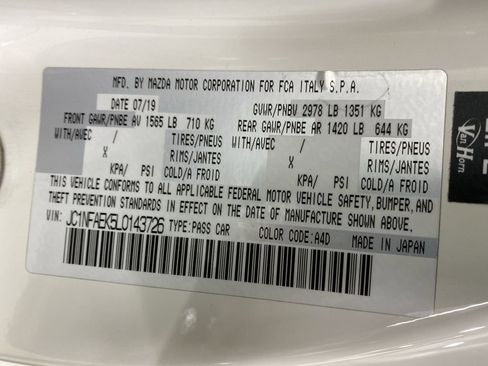 MFD. BY MAZDA MOTOR CORPORATION FOR FCA ITALY S.P.A.
DATE 07/19 GVWR/PNBV 2978 LB 1351 KG
FRONT GAWR/PNBE AV 1565 LB 710 KG REAR GAWR/PNBE AR 1420 LB 644 KG
WITH/AVEC / TIRES/PNEUS WITH/AVEC / TIRES/PNEUS
X RIMS/JANTES X RIMS/JANTES
KPA/ PSI COLD/A FROID KPA/ PSI COLD/A FROID
THIS VEHICLE CONFORMS TO ALL APPLICABLE FEDERAL MOTOR VEHICLE SAFETY, BUMPER, AND
THEFT PREVENTION STANDARDS IN EFFECT ON THE DATE OF MANUFACTURE SHOWN ABOVE.
VIN: JC1NFAEK5L0143726 TYPE:PASS CAR COLOR CODE:A4D MADE IN JAPAN
Van Horn